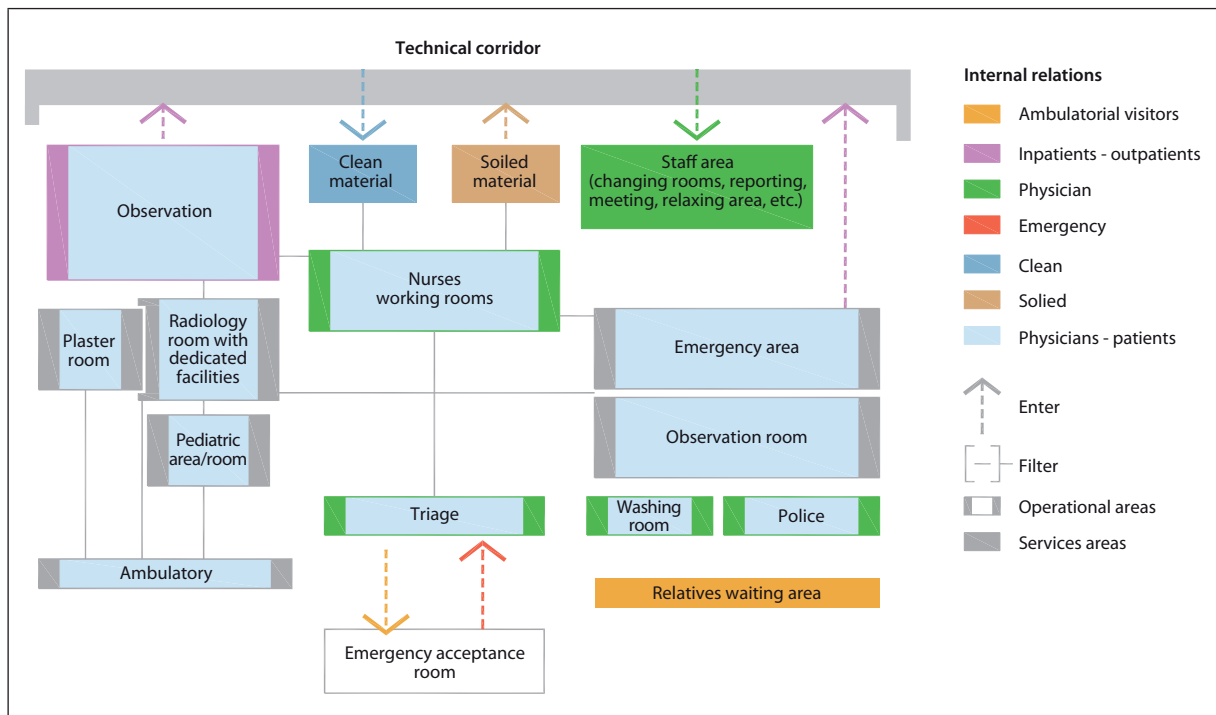 Technical corridor
Observation
Clean
material
Soiled
material
Staff area
(changing rooms, reporting,
meeting, relaxing area, etc.)
Nurses
working rooms
Plaster
room
Radiology
room with
dedicated
facilities
Emergency area
Observation room
Pediatric
area/room
Triage
Washing
room
Police
Ambulatory
Relatives waiting area
Emergency acceptance
room
Internal relations
Ambulatorial visitors
Inpatients - outpatients
Physician
Emergency
Clean
Solied
Physicians - patients
Enter
Filter
Operational areas
Services areas